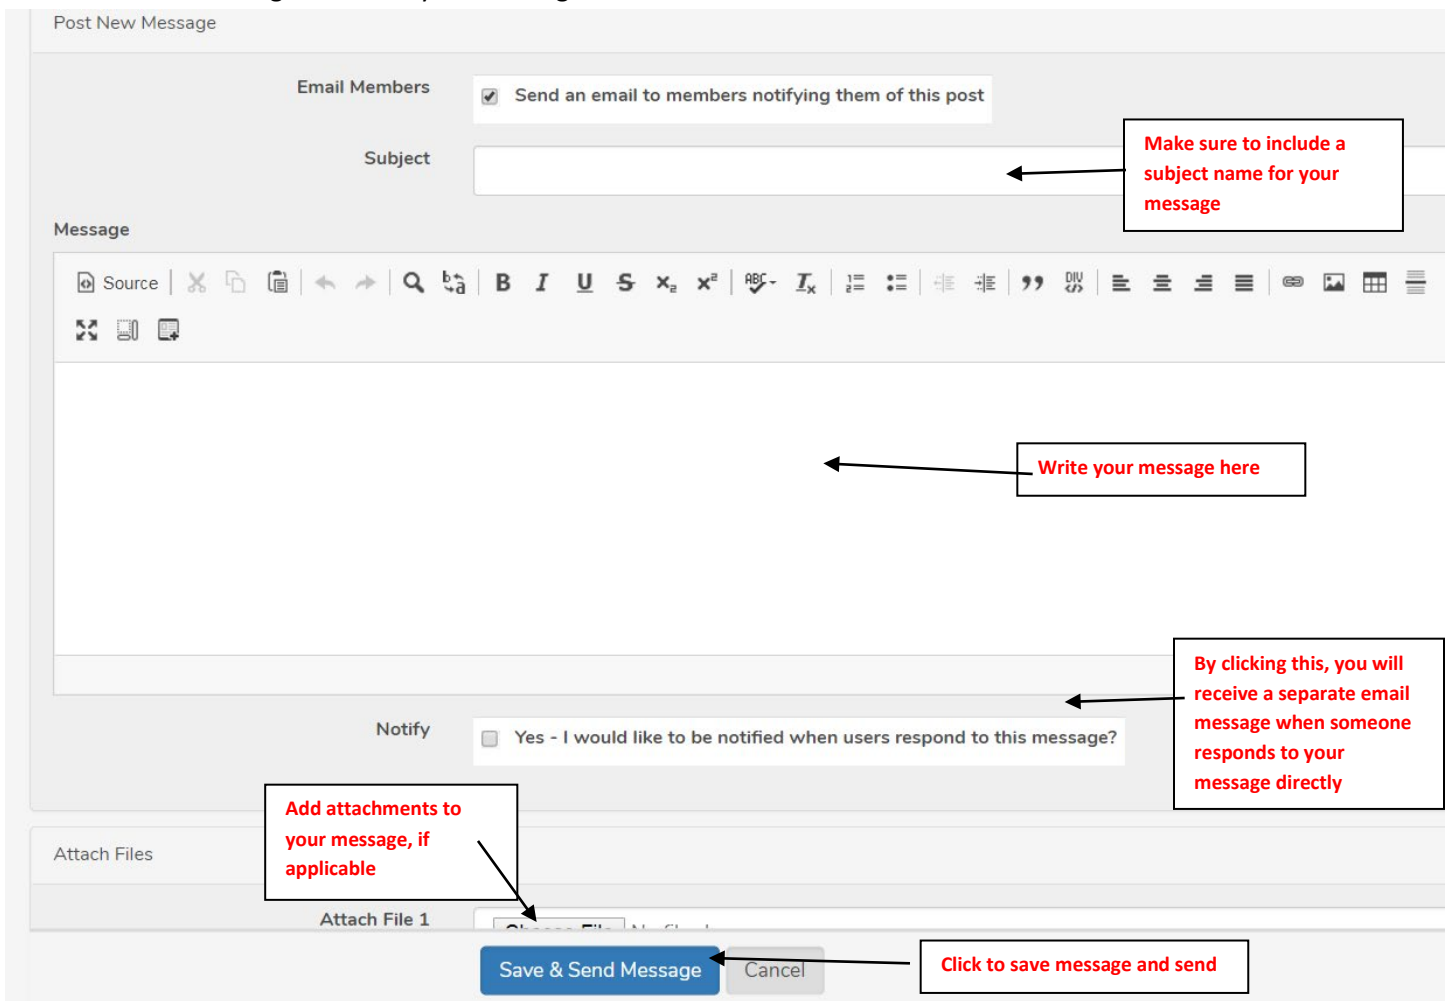 Post New Message
Email Members
Send an email to members notifying them of this post
Subject
Make sure to include a
subject name for your
message
Message
Source
Write your message here
By clicking this, you will
receive a separate email
message when someone
responds to your
message directly
Notify
Yes - I would like to be notified when users respond to this message?
Add attachments to
your message, if
applicable
Attach Files
Attach File 1
Save & Send Message
Cancel
Click to save message and send